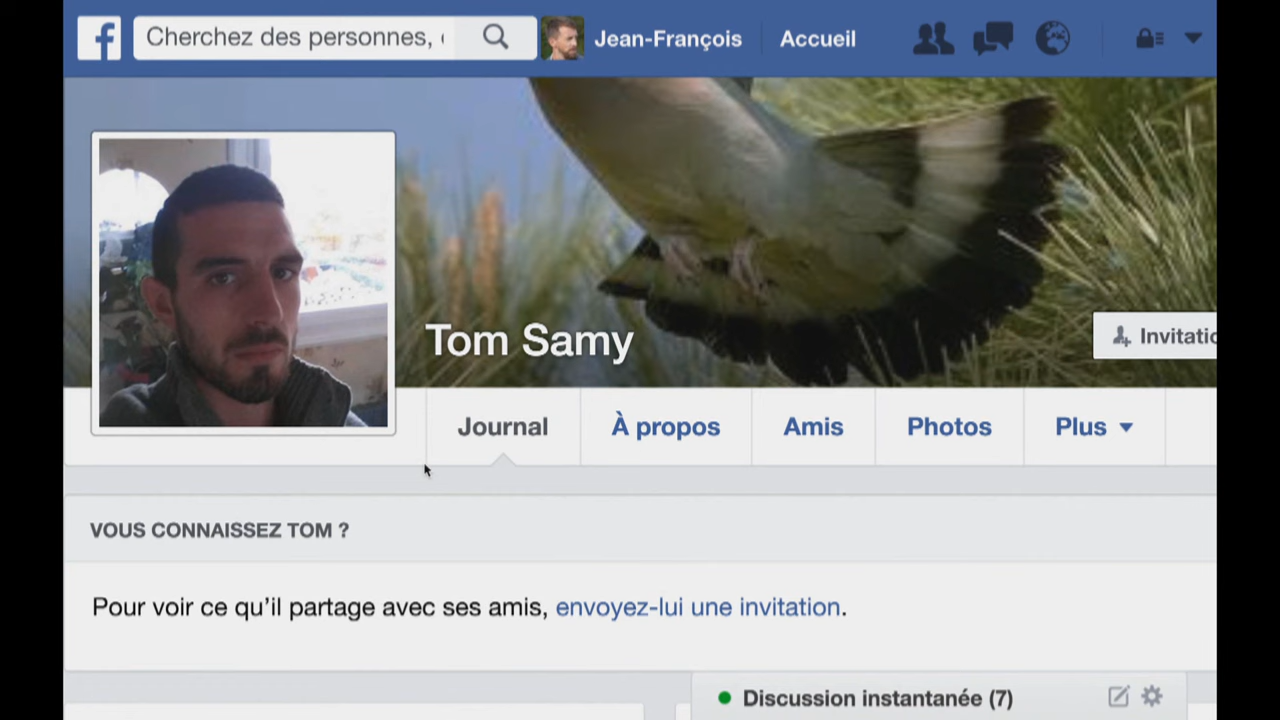 f Cherchez des personnes, Jean-François Accueil
Tom Samy
Invitatio
Journal À propos Amis Photos Plus
VOUS CONNAISSEZ TOM ?
Pour voir ce qu'il partage avec ses amis, envoyez-lui une invitation.
Discussion instantanée (7)